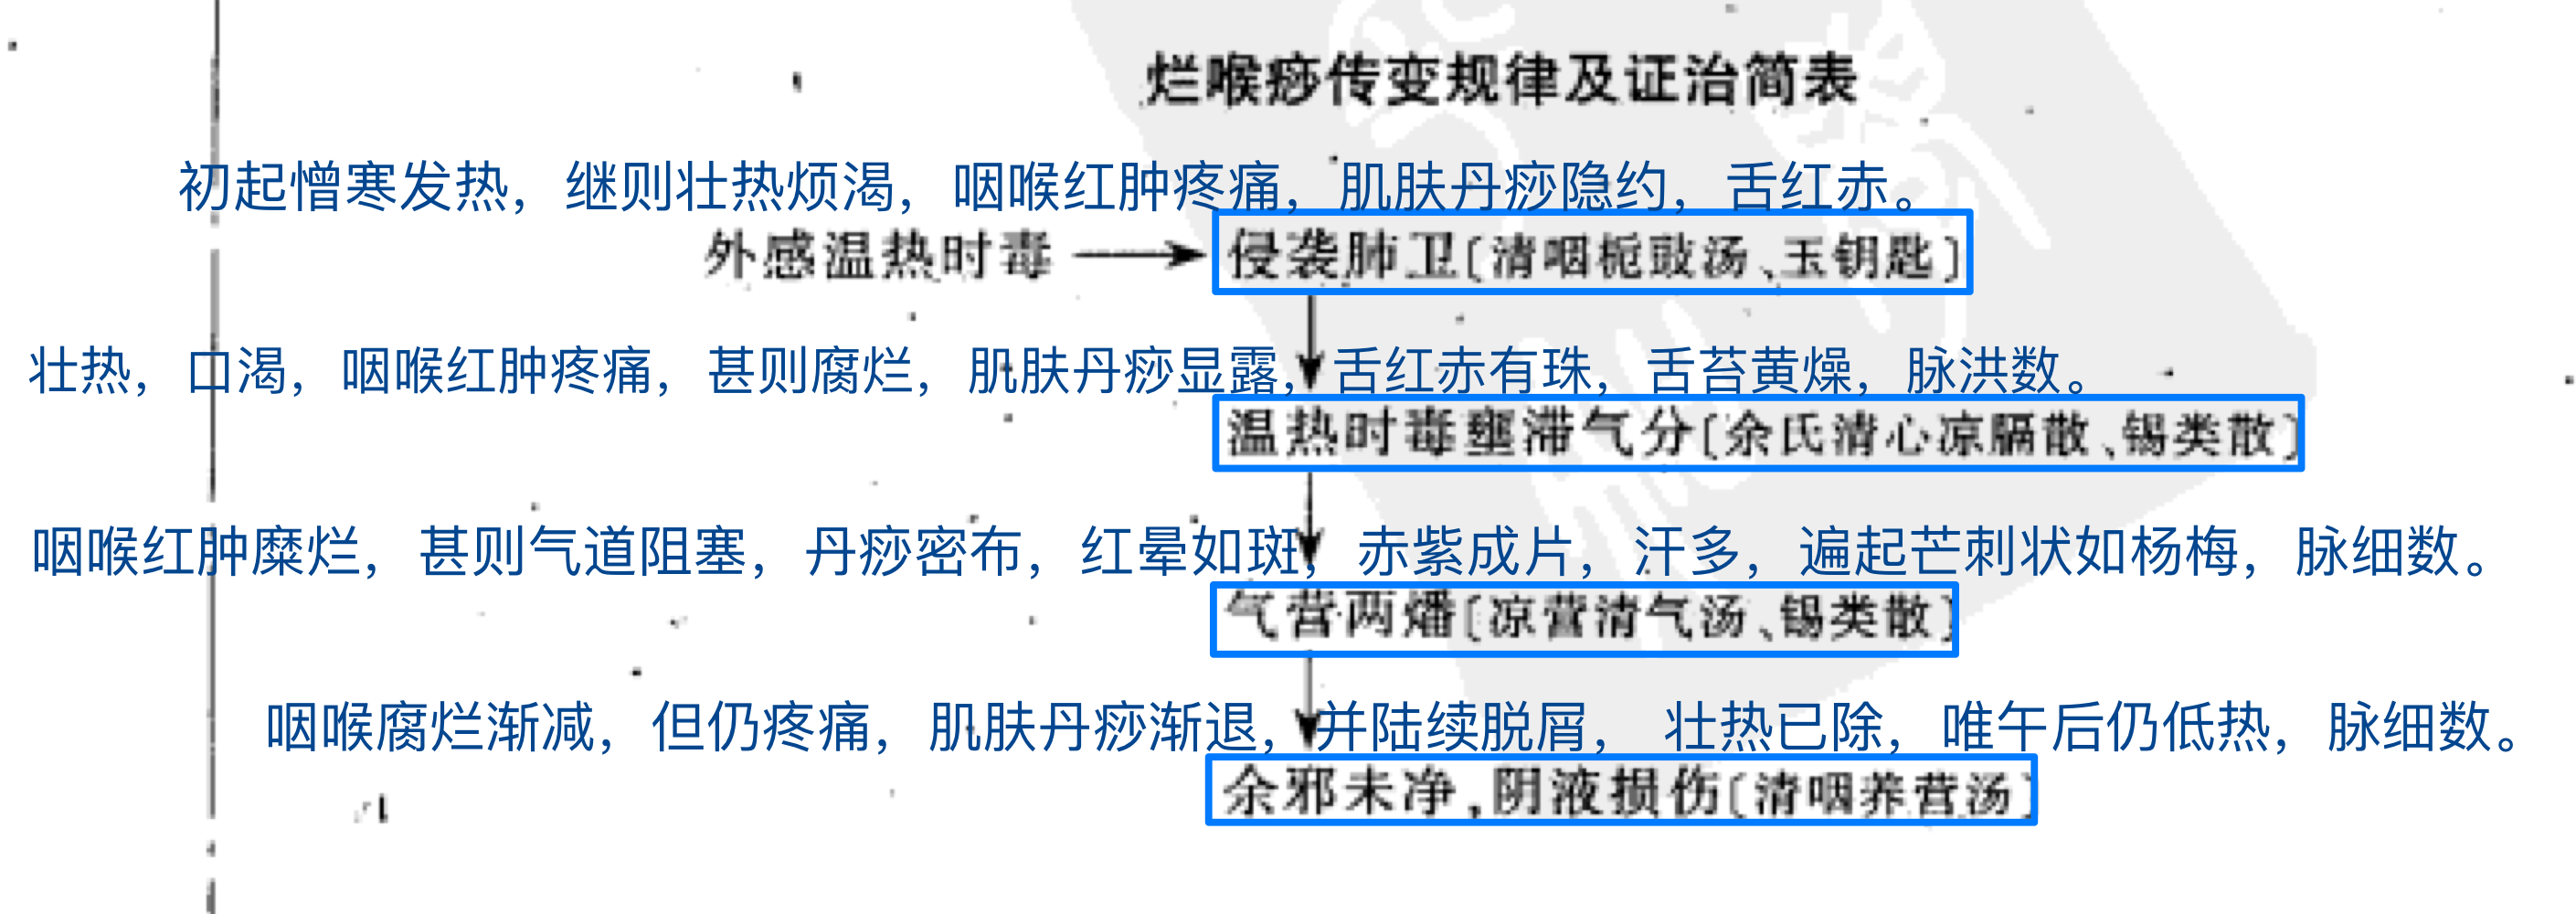 烂喉痧传变规律及证治简表
初起憎寒发热，继则壮热烦渴，咽喉红肿疼痛，肌肤丹痧隐约，舌红赤。
外感温热时毒 → 侵袭肺卫〔清咽栀豉汤、玉钥匙〕
壮热，口渴，咽喉红肿疼痛，甚则腐烂，肌肤丹痧显露，舌红赤有珠，舌苔黄燥，脉洪数。
温热时毒壅滞气分〔余氏清心凉膈散、锡类散〕
咽喉红肿糜烂，甚则气道阻塞，丹痧密布，红晕如斑，赤紫成片，汗多，遍起芒刺状如杨梅，脉细数。
气营两燔〔凉营清气汤、锡类散〕
咽喉腐烂渐减，但仍疼痛，肌肤丹痧渐退，并陆续脱屑， 壮热已除，唯午后仍低热，脉细数。
余邪未净，阴液损伤〔清咽养营汤〕